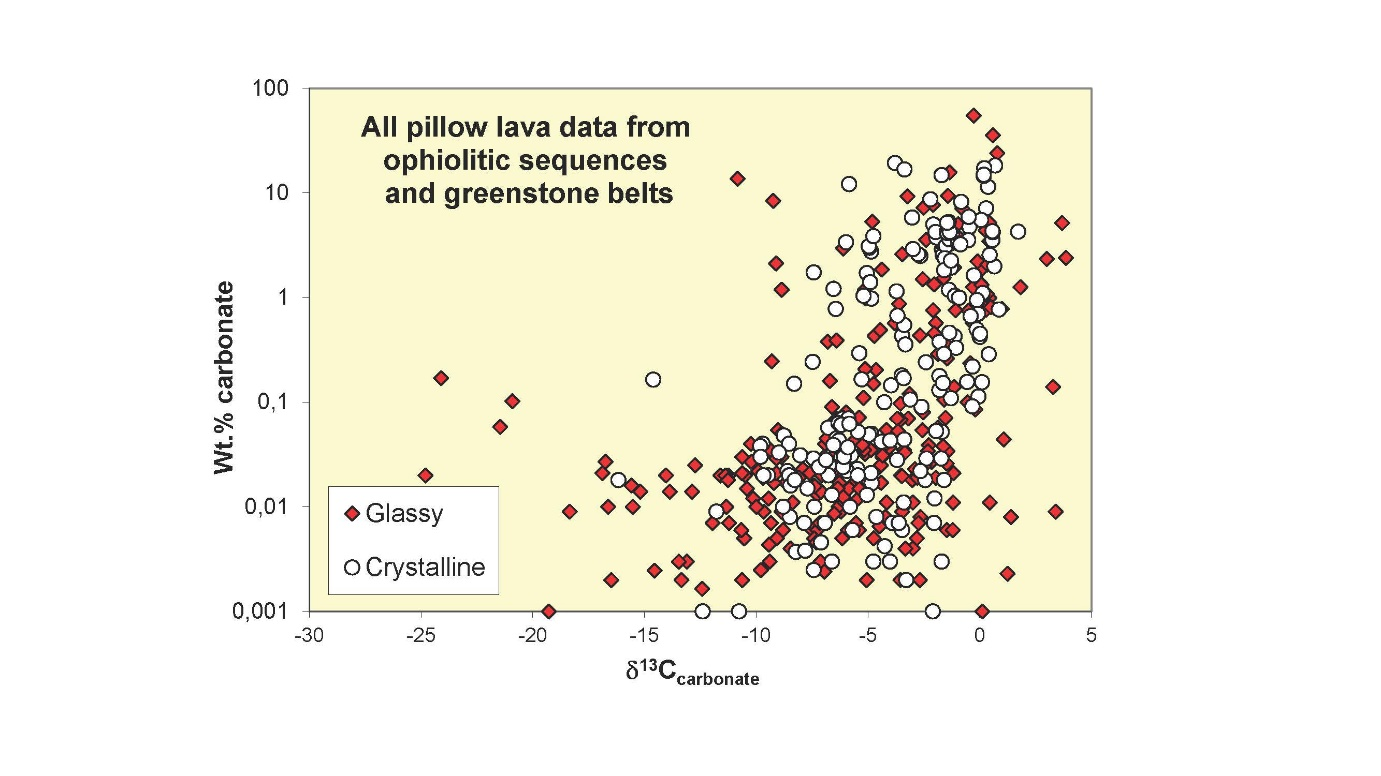 All pillow lava data from
ophiolitic sequences
and greenstone belts
Wt.% carbonate
100
10
1
0,1
0,01
0,001
Glassy
Crystalline
-30 -25 -20 -15 -10 -5 0 5
δ13Ccarbonate